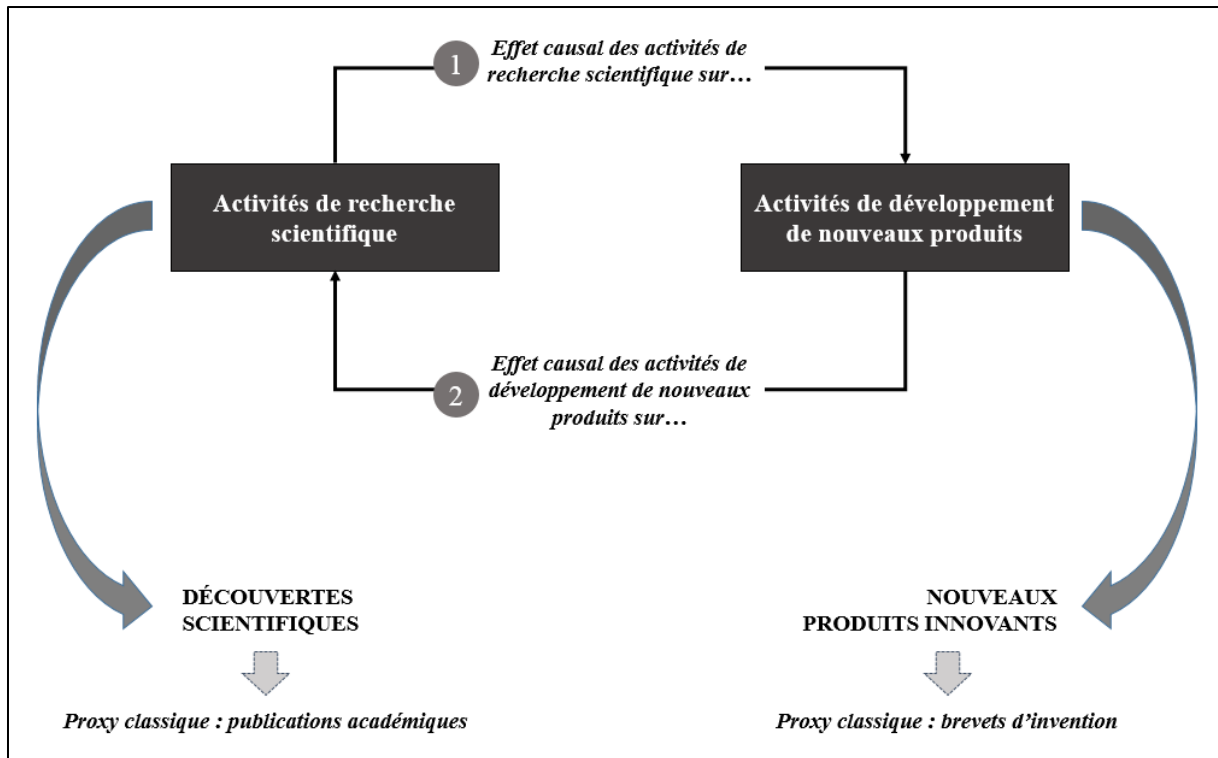 1
Effet causal des activités de
recherche scientifique sur…
Activités de recherche
scientifique
Activités de développement
de nouveaux produits
2
Effet causal des activités de
développement de nouveaux
produits sur…
DÉCOUVERTES
SCIENTIFIQUES
NOUVEAUX
PRODUITS INNOVANTS
Proxy classique : publications académiques
Proxy classique : brevets d’invention